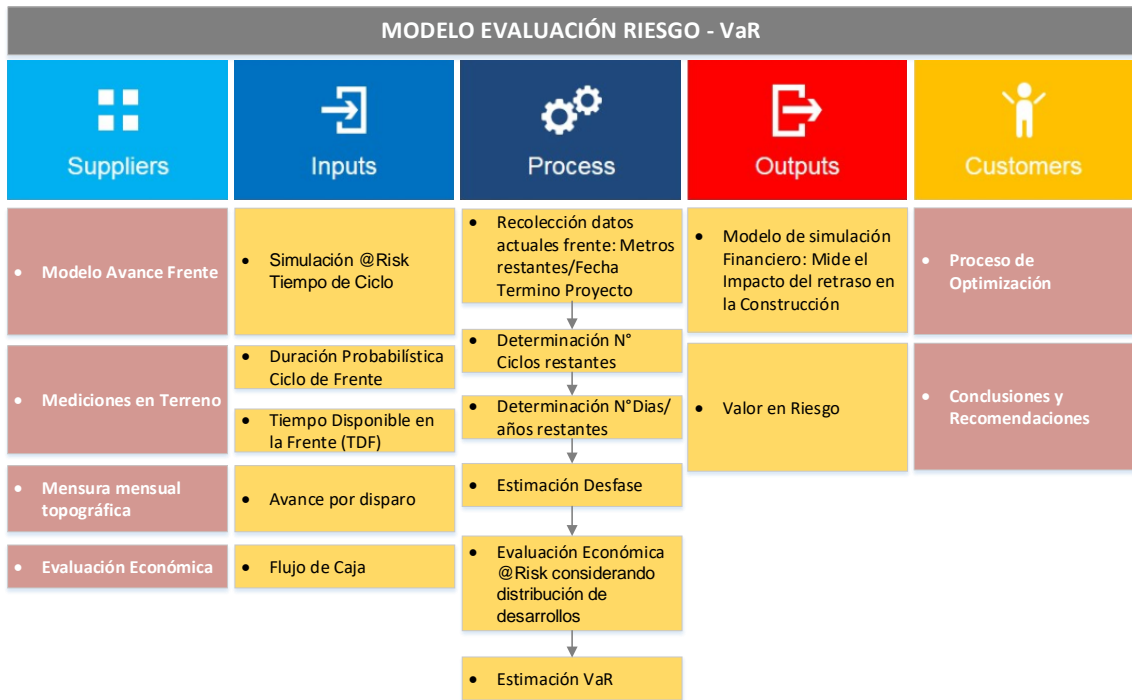 MODELO EVALUACIÓN RIESGO - VaR
Suppliers
Inputs
Process
Outputs
Customers
• Modelo Avance Frente
• Mediciones en Terreno
• Mensura mensual
topográfica
• Evaluación Económica
• Simulación @Risk
Tiempo de Ciclo
• Duración Probabilística
Ciclo de Frente
• Tiempo Disponible en
la Frente (TDF)
• Avance por disparo
• Flujo de Caja
• Recolección datos
actuales frente: Metros
restantes/Fecha
Termino Proyecto
• Determinación N°
Ciclos restantes
• Determinación N°Dias/
años restantes
• Estimación Desfase
• Evaluación Económica
@Risk considerando
distribución de
desarrollos
• Estimación VaR
• Modelo de simulación
Financiero: Mide el
Impacto del retraso en
la Construcción
• Valor en Riesgo
• Proceso de
Optimización
• Conclusiones y
Recomendaciones